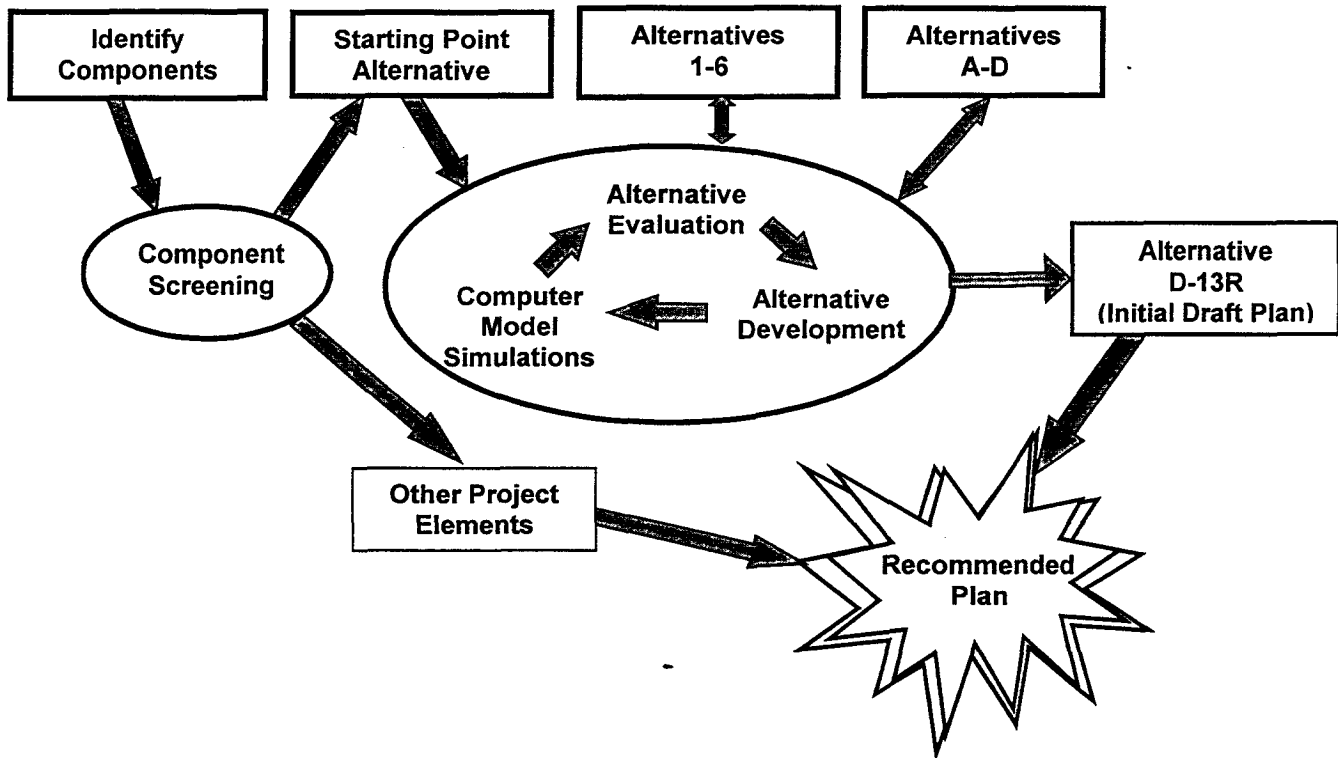 Identify
Components
Starting Point
Alternative
Alternatives
1-6
Alternatives
A-D
Component
Screening
Alternative
Evaluation
Computer
Model
Simulations
Alternative
Development
Alternative
D-13R
(Initial Draft Plan)
Other Project
Elements
Recommended
Plan